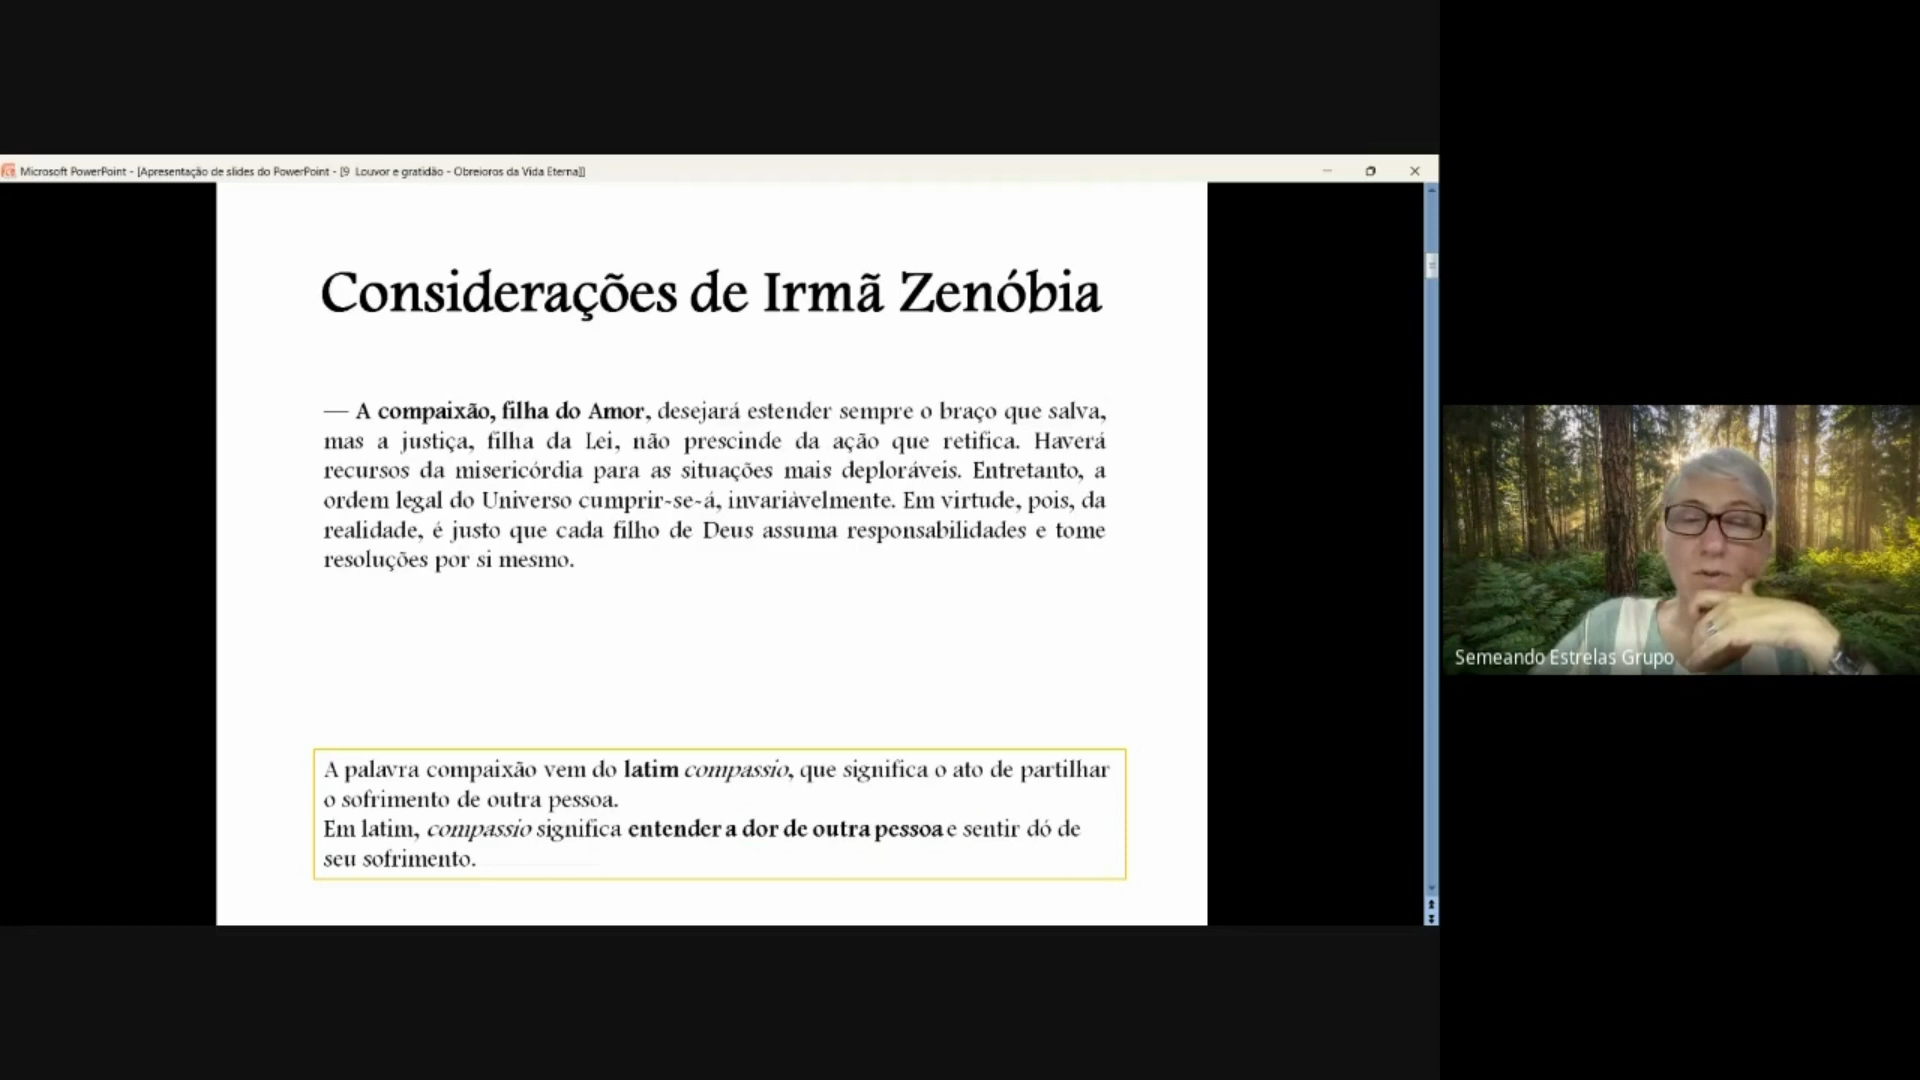 Microsoft PowerPoint - [Apresentação de slides do PowerPoint - [9 Louvor e gratidão - Obreioros da Vida Eterna]]
Considerações de Irmã Zenóbia
— A compaixão, filha do Amor, desejará estender sempre o braço que salva,
mas a justiça, filha da Lei, não prescinde da ação que retifica. Haverá
recursos da misericórdia para as situações mais deploráveis. Entretanto, a
ordem legal do Universo cumprir-se-á, invariàvelmente. Em virtude, pois, da
realidade, é justo que cada filho de Deus assuma responsabilidades e tome
resoluções por si mesmo.
A palavra compaixão vem do latim compassio, que significa o ato de partilhar
o sofrimento de outra pessoa.
Em latim, compassio significa entender a dor de outra pessoa e sentir dó de
seu sofrimento.
Semeando Estrelas Grupo